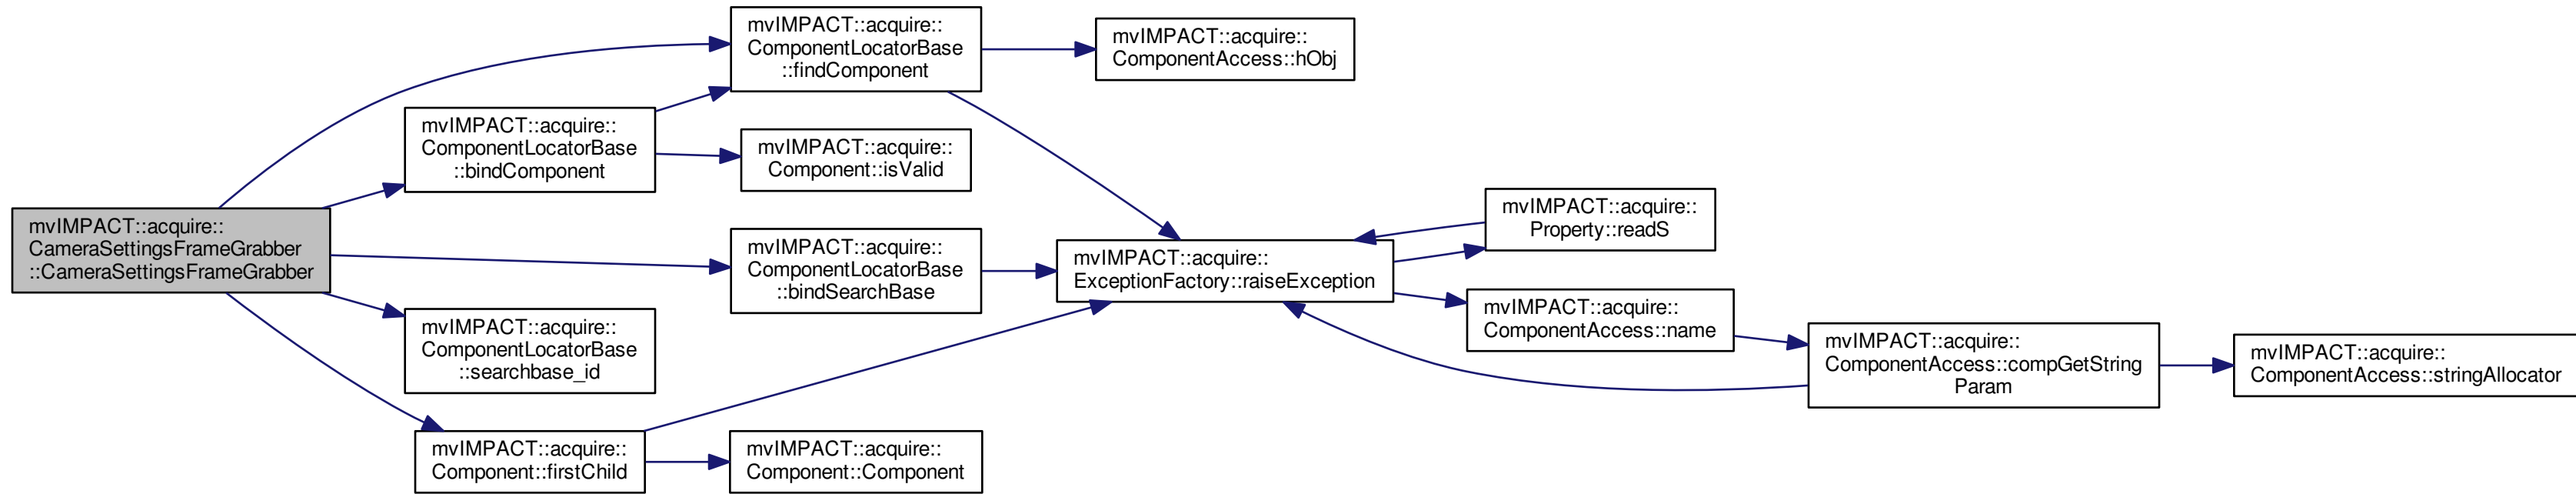 mvIMPACT::acquire::
CameraSettingsFrameGrabber
::CameraSettingsFrameGrabber
mvIMPACT::acquire::
ComponentLocatorBase
::findComponent
mvIMPACT::acquire::
ComponentAccess::hObj
mvIMPACT::acquire::
ComponentLocatorBase
::bindComponent
mvIMPACT::acquire::
Component::isValid
mvIMPACT::acquire::
ComponentLocatorBase
::bindSearchBase
mvIMPACT::acquire::
ExceptionFactory::raiseException
mvIMPACT::acquire::
Property::readS
mvIMPACT::acquire::
ComponentAccess::name
mvIMPACT::acquire::
ComponentAccess::compGetString
Param
mvIMPACT::acquire::
ComponentAccess::stringAllocator
mvIMPACT::acquire::
ComponentLocatorBase
::searchbase_id
mvIMPACT::acquire::
Component::firstChild
mvIMPACT::acquire::
Component::Component